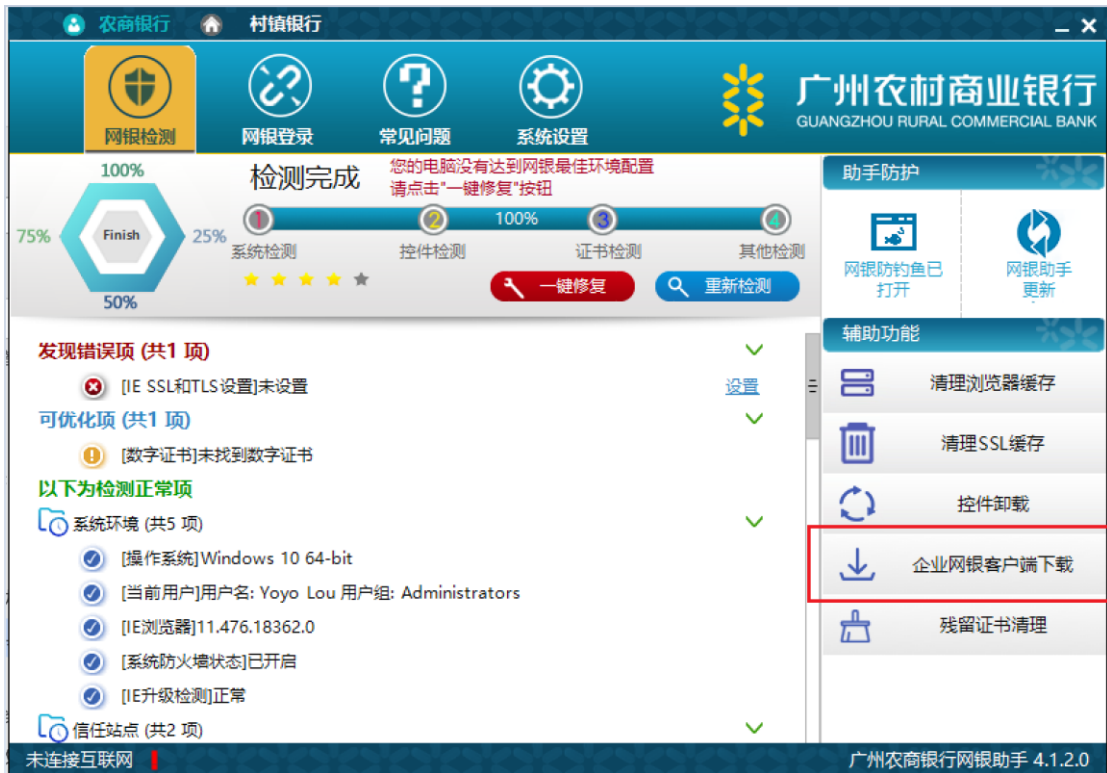 农商银行
村镇银行
网银检测
网银登录
常见问题
系统设置
广州农村商业银行
GUANGZHOU RURAL COMMERCIAL BANK
100%
75%
Finish
25%
50%
检测完成
您的电脑没有达到网银最佳环境配置
请点击"一键修复"按钮
1
2
100%
3
4
系统检测
控件检测
证书检测
其他检测
一键修复
重新检测
发现错误项 (共1 项)
[IE SSL和TLS设置]未设置
设置
可优化项 (共1 项)
[数字证书]未找到数字证书
以下为检测正常项
系统环境 (共5 项)
[操作系统]Windows 10 64-bit
[当前用户]用户名: Yoyo Lou 用户组: Administrators
[IE浏览器]11.476.18362.0
[系统防火墙状态]已开启
[IE升级检测]正常
信任站点 (共2 项)
助手防护
网银防钓鱼已
打开
网银助手
更新
辅助功能
清理浏览器缓存
清理SSL缓存
控件卸载
企业网银客户端下载
残留证书清理
未连接互联网
广州农商银行网银助手 4.1.2.0